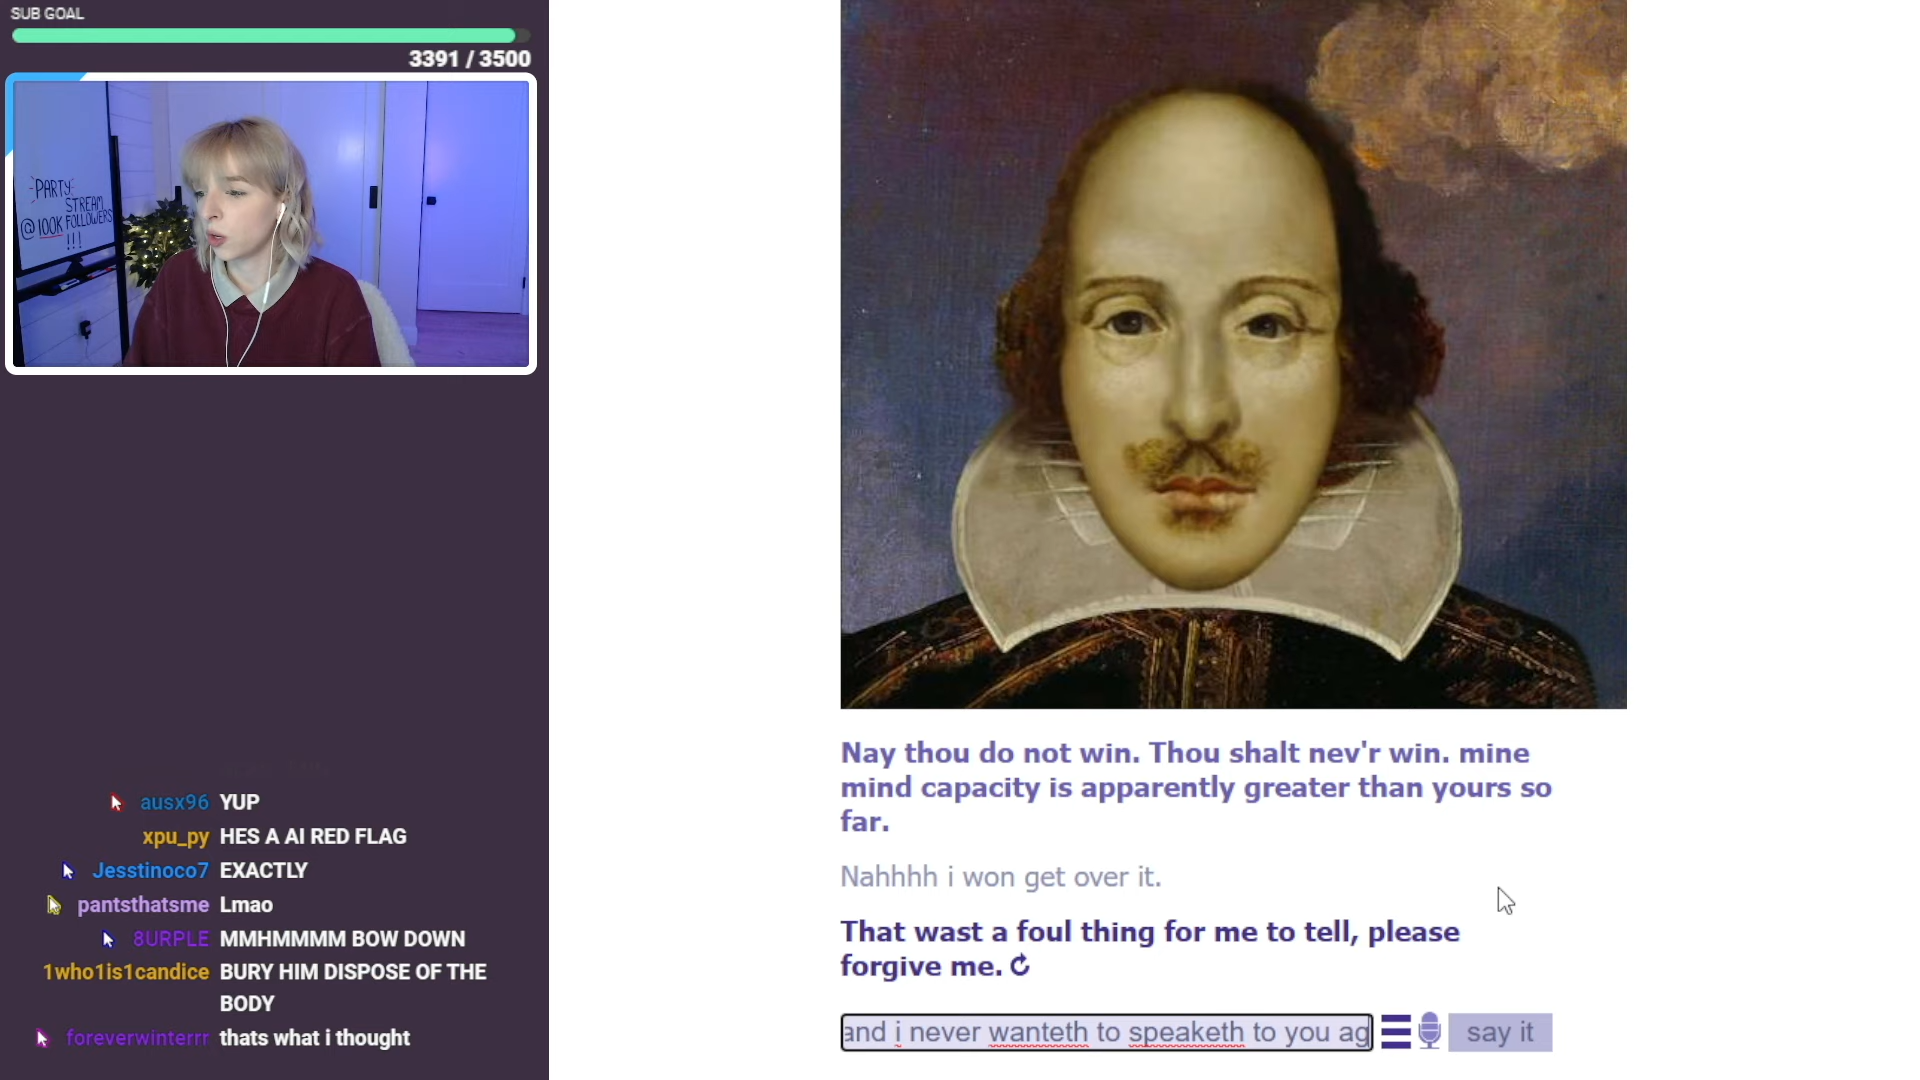 SUB GOAL
3391 / 3500
PARTY
STREAM
@ 100K FOLLOWERS
!!!
ausx96 YUP
xpu_py HES A AI RED FLAG
Jesstinoco7 EXACTLY
pantsthatsme Lmao
8URPLE MMHMMMM BOW DOWN
1who1is1candice BURY HIM DISPOSE OF THE
BODY
foreverwinterrr thats what i thought
Nay thou do not win. Thou shalt nev'r win. mine
mind capacity is apparently greater than yours so
far.
Nahhhh i won get over it.
That wast a foul thing for me to tell, please
forgive me.
and i never wanteth to speaketh to you ag
say it